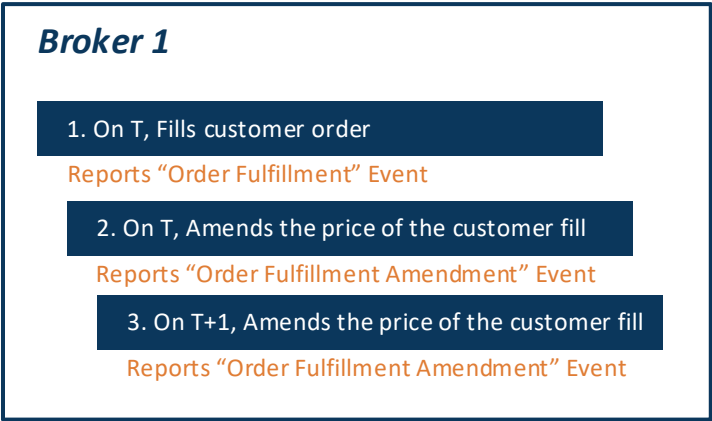 Broker 1
1. On T, Fills customer order
Reports “Order Fulfillment” Event
2. On T, Amends the price of the customer fill
Reports “Order Fulfillment Amendment” Event
3. On T+1, Amends the price of the customer fill
Reports “Order Fulfillment Amendment” Event